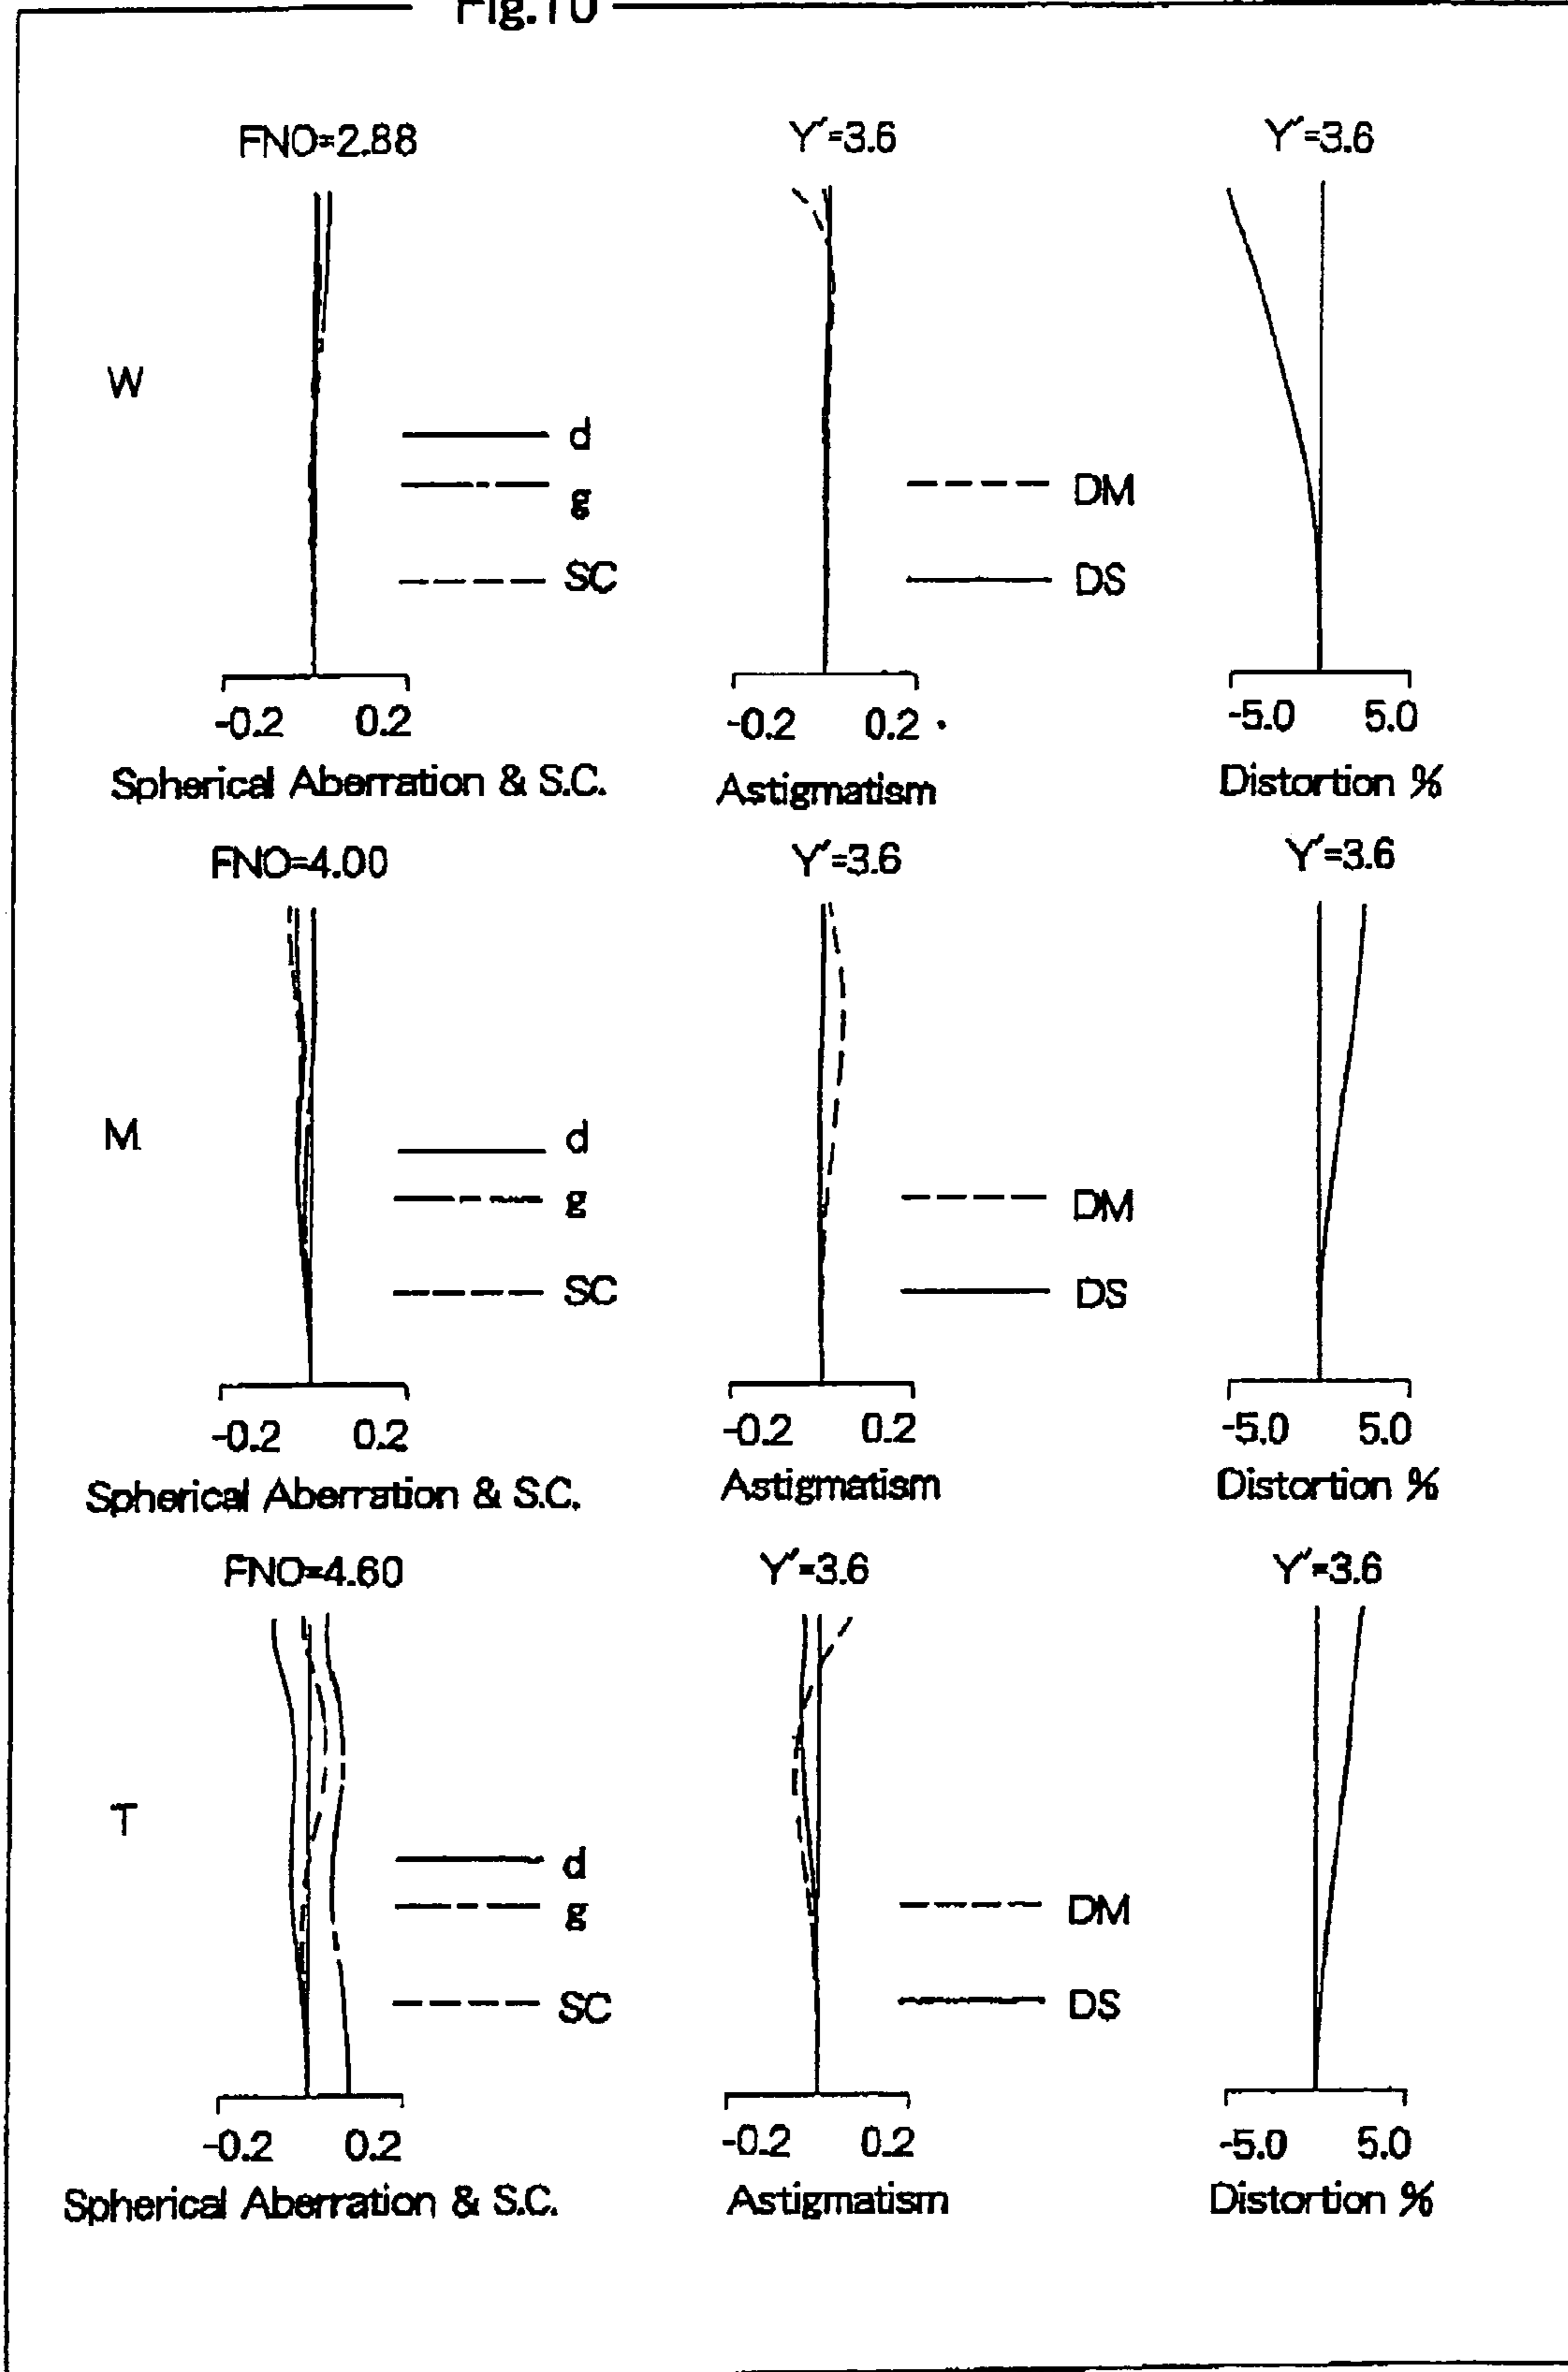 Fig.10
FNO=2.88
Y'=3.6
Y'=3.6
W
d
g
SC
DM
DS
-0.2 0.2
-0.2 0.2
-5.0 5.0
Spherical Aberration & S.C.
Astigmatism
Distortion %
FNO=4.00
Y'=3.6
Y'=3.6
M
d
g
SC
DM
DS
-0.2 0.2
-0.2 0.2
-5.0 5.0
Spherical Aberration & S.C.
Astigmatism
Distortion %
FNO=4.60
Y'=3.6
Y'=3.6
T
d
g
SC
DM
DS
-0.2 0.2
-0.2 0.2
-5.0 5.0
Spherical Aberration & S.C.
Astigmatism
Distortion %